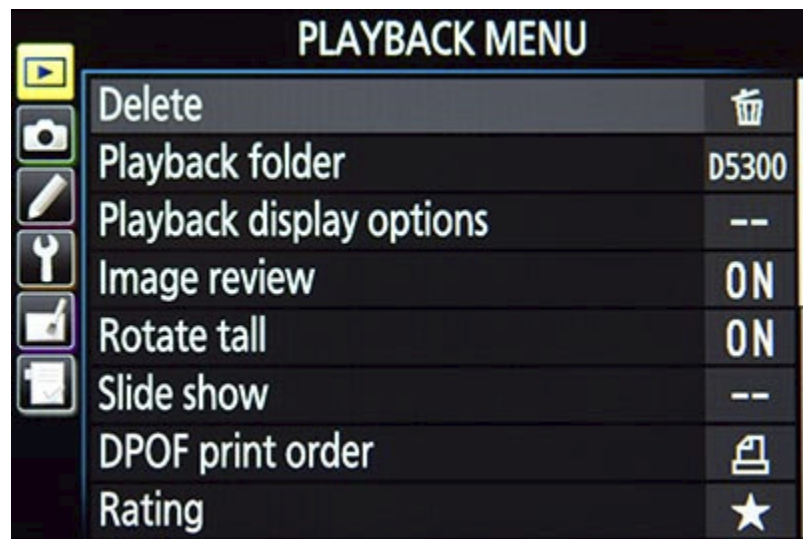 PLAYBACK MENU
Delete
Playback folder D5300
Playback display options --
Image review ON
Rotate tall ON
Slide show --
DPOF print order
Rating